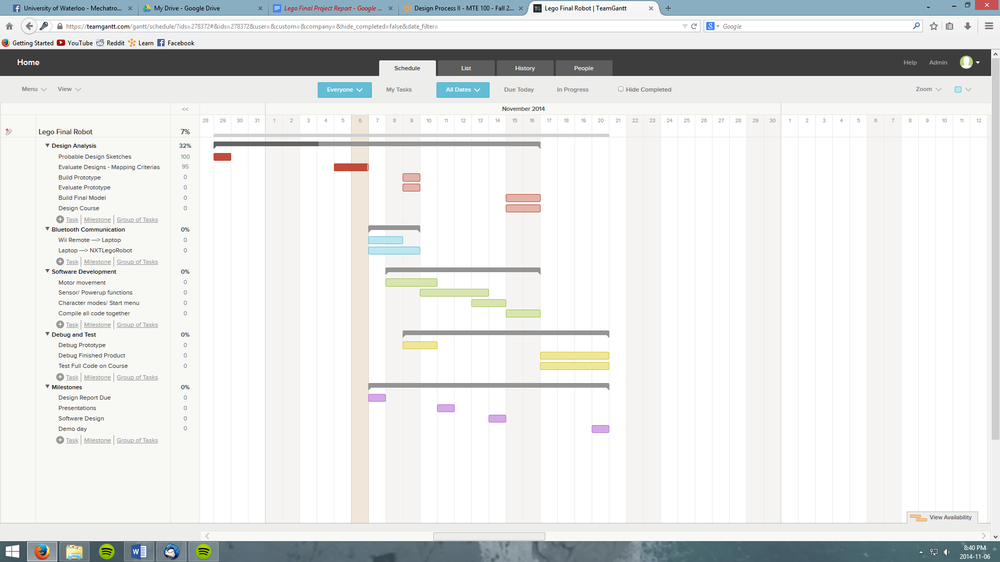 University of Waterloo - Mechatro...
My Drive - Google Drive
Lego Final Project Report - Google ...
Design Process II - MTE 100 - Fall 2...
TG Lego Final Robot | TeamGantt
https://teamgantt.com/gantt/schedule/?ids=278372#&ids=278372&user=&custom=&company=&hide_completed=false&date_filter=
8 Google
Getting Started YouTube Reddit Learn Facebook
Home
Schedule List History People
Help Admin
Menu View
Everyone My Tasks All Dates Due Today In Progress Hide Completed
Zoom
<< November 2014
28 29 30 31 1 2 3 4 5 6 7 8 9 10 11 12 13 14 15 16 17 18 19 20 21 22 23 24 25 26 27 28 29 30 1 2 3 4 5 6 7 8 9 10 11 12
Lego Final Robot 7%
Design Analysis 32%
Probable Design Sketches 100
Evaluate Designs - Mapping Criterias 95
Build Prototype 0
Evaluate Prototype 0
Build Final Model 0
Design Course 0
+ Task | Milestone | Group of Tasks
Bluetooth Communication 0%
Wii Remote ---> Laptop 0
Laptop ---> NXTLegoRobot 0
+ Task | Milestone | Group of Tasks
Software Development 0%
Motor movement 0
Sensor/ Powerup functions 0
Character modes/ Start menu 0
Compile all code together 0
+ Task | Milestone | Group of Tasks
Debug and Test 0%
Debug Prototype 0
Debug Finished Product 0
Test Full Code on Course 0
+ Task | Milestone | Group of Tasks
Milestones 0%
Design Report Due 0
Presentations 0
Software Design 0
Demo day 0
+ Task | Milestone | Group of Tasks
View Availability
8:40 PM
2014-11-06